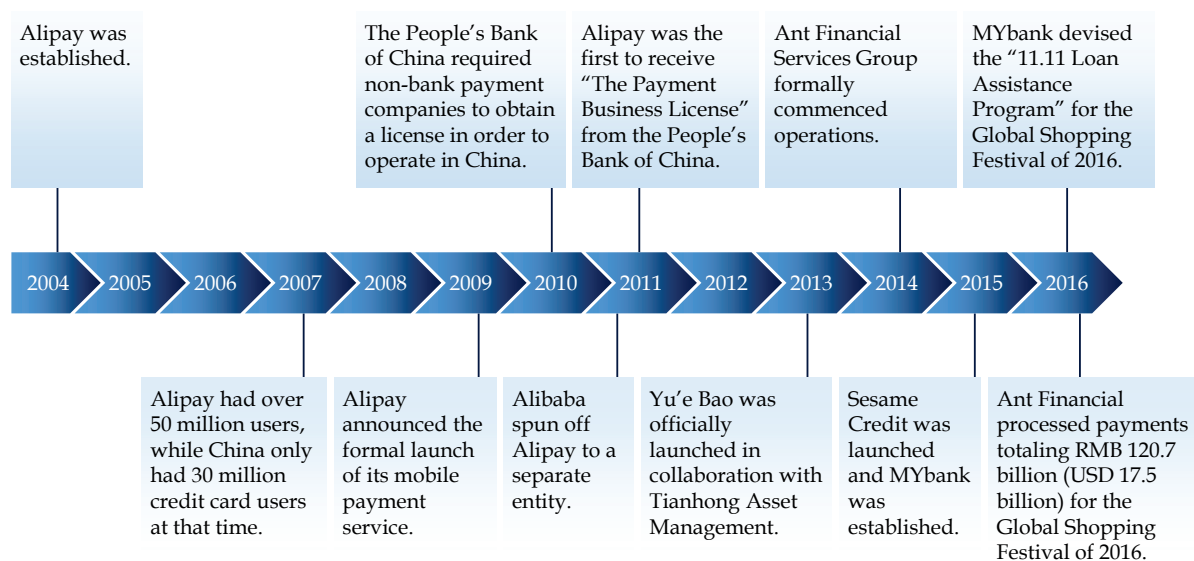 Alipay was
established.
The People’s Bank
of China required
non-bank payment
companies to obtain
a license in order to
operate in China.
Alipay was the
first to receive
“The Payment
Business License”
from the People’s
Bank of China.
Ant Financial
Services Group
formally
commenced
operations.
MYbank devised
the “11.11 Loan
Assistance
Program” for the
Global Shopping
Festival of 2016.
2004 2005 2006 2007 2008 2009 2010 2011 2012 2013 2014 2015 2016
Alipay had over
50 million users,
while China only
had 30 million
credit card users
at that time.
Alipay
announced the
formal launch
of its mobile
payment
service.
Alibaba
spun off
Alipay to a
separate
entity.
Yu’e Bao was
officially
launched in
collaboration with
Tianhong Asset
Management.
Sesame
Credit was
launched
and MYbank
was
established.
Ant Financial
processed payments
totaling RMB 120.7
billion (USD 17.5
billion) for the
Global Shopping
Festival of 2016.